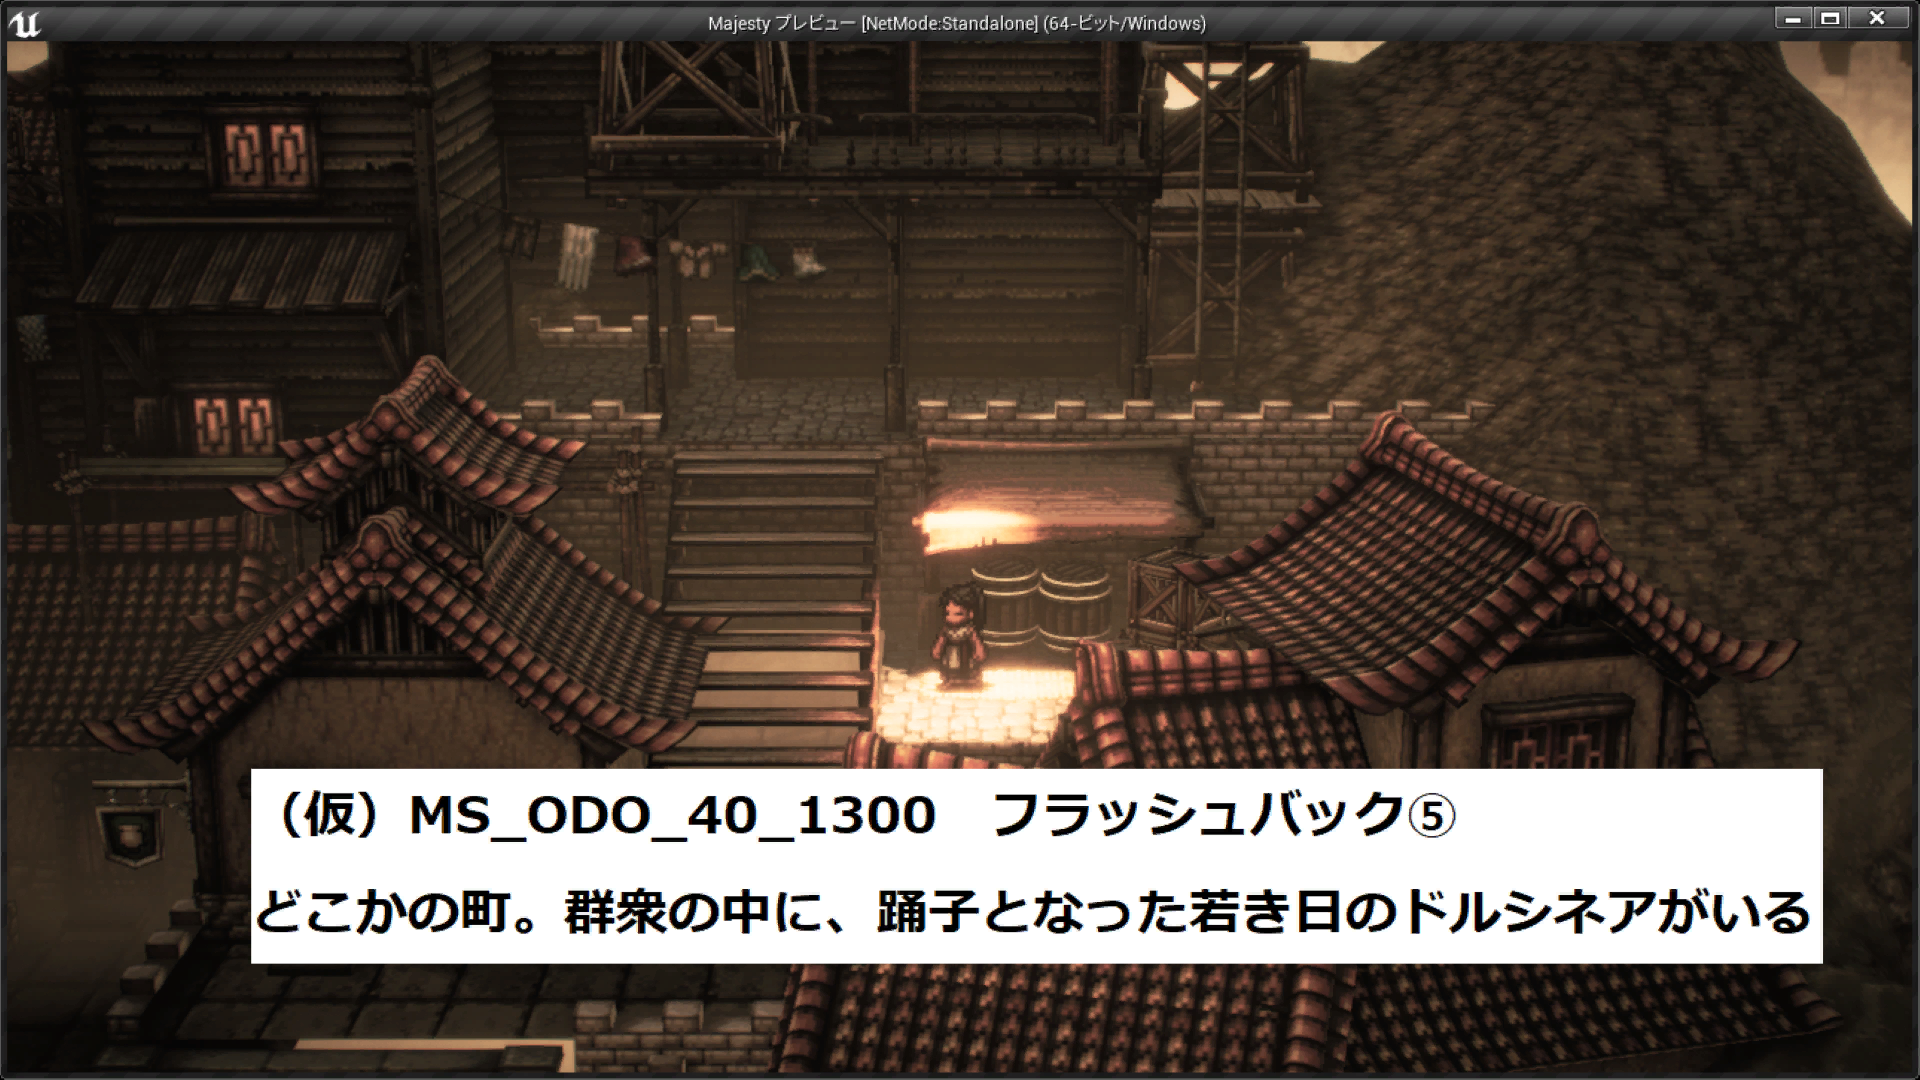 Majesty プレビュー [NetMode:Standalone] (64-ビット/Windows)
（仮）MS_ODO_40_1300　フラッシュバック⑤
どこかの町。群衆の中に、踊子となった若き日のドルシネアがいる